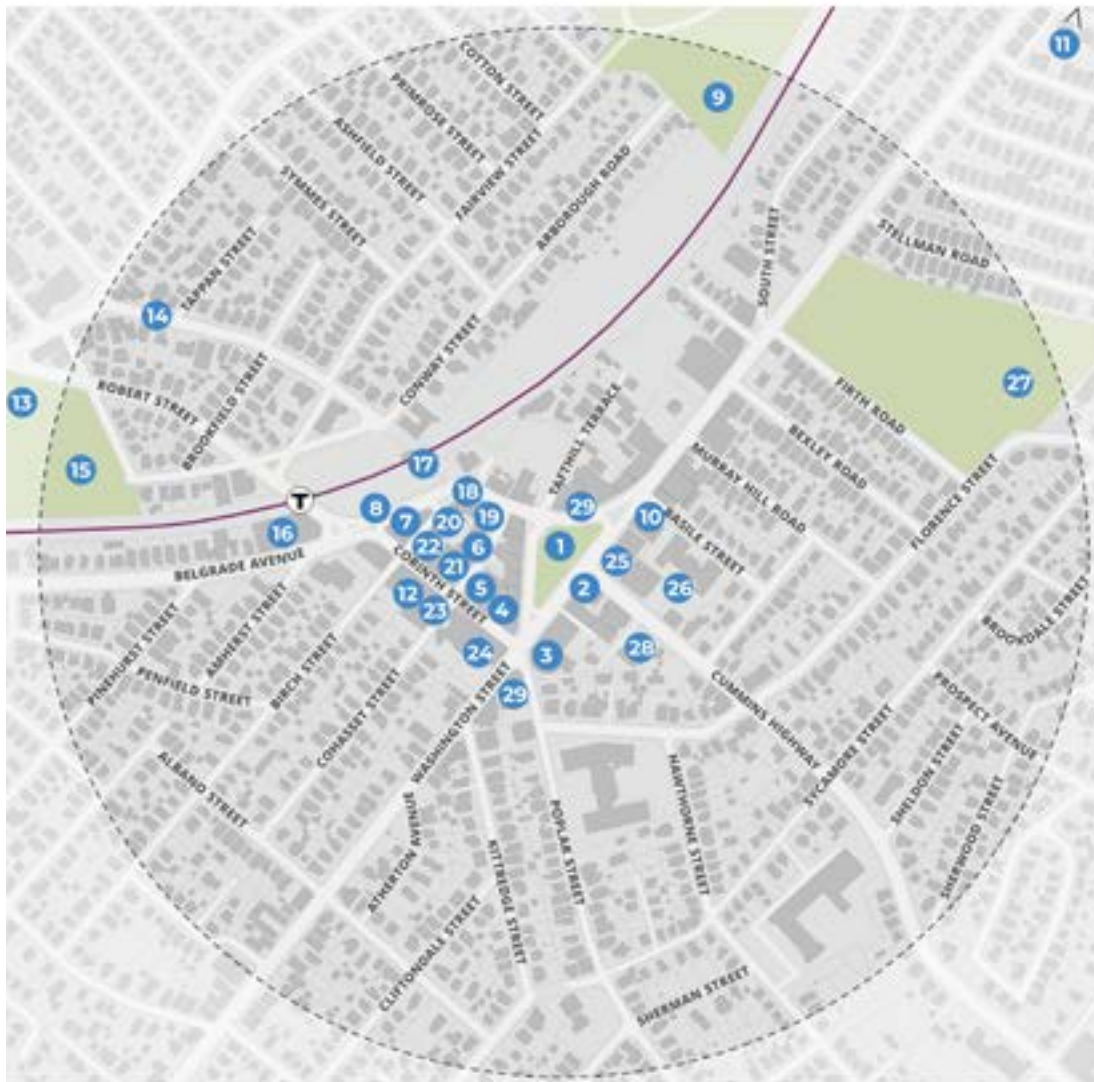 11
COTTON STREET
9
PRIMROSE STREET
ASHFIELD STREET
FAIRVIEW STREET
SYMMES STREET
ARBOROUGH ROAD
STELLMAN ROAD
SOUTH STREET
TAPPAN STREET
14
CONWAY STREET
27
13
ROBERT STREET
BROOKFIELD STREET
FIRTH ROAD
TAFTHILL TERRACE
BEXLEY ROAD
15
17
MURRAY HILL ROAD
FLORENCE STREET
T
18
8
7
20
19
29
10
BASILE STREET
16
22
6
1
BELGRADE AVENUE
CORINTH STREET
21
25
12
23
5
4
2
26
BROOKDALE STREET
PINEHURST STREET
AMHERST STREET
BIRCH STREET
24
3
28
PENFIELD STREET
29
COHASSET STREET
WASHINGTON STREET
CUMMINS HIGHWAY
PROSPECT AVENUE
ALBANO STREET
SYCAMORE STREET
SHELDON STREET
HAWTHORNE STREET
SHERWOOD STREET
ATHERTON AVENUE
POPLAR STREET
KITTREDGE STREET
CLIFTONDALE STREET
SHERMAN STREET